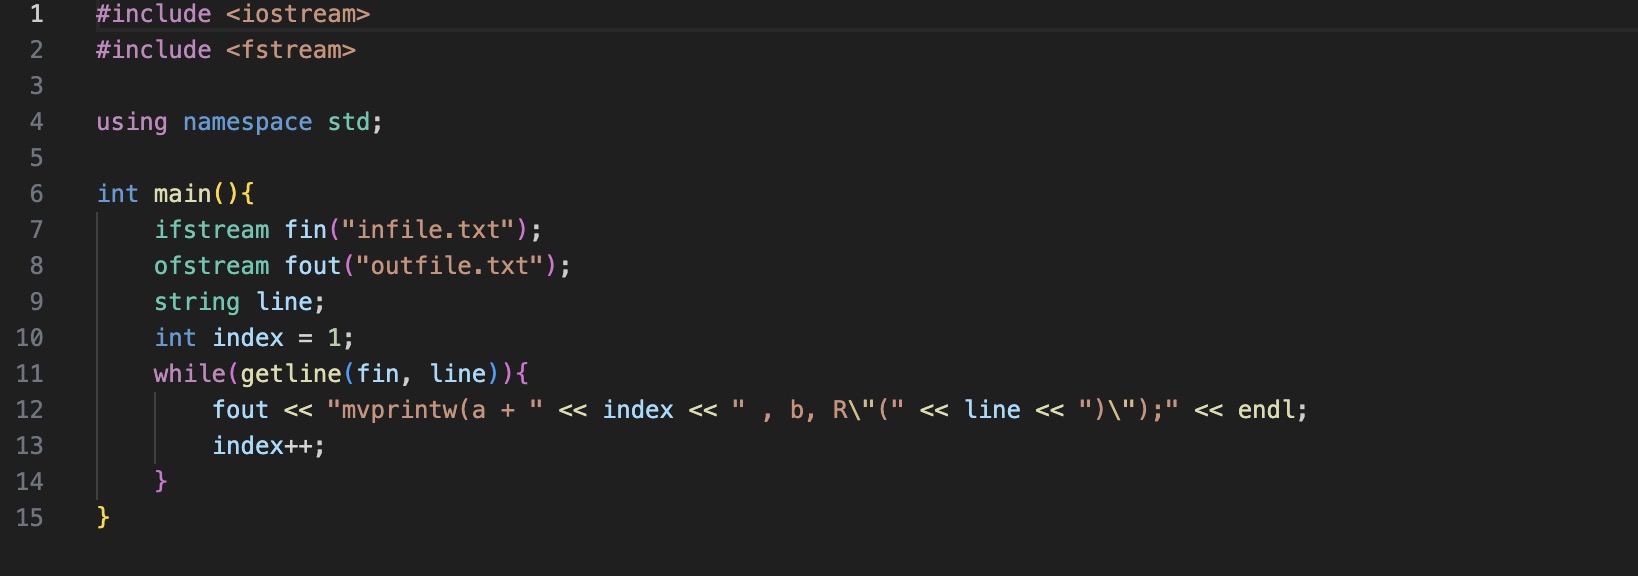 1 #include <iostream>
2 #include <fstream>
3
4 using namespace std;
5
6 int main(){
7     ifstream fin("infile.txt");
8     ofstream fout("outfile.txt");
9     string line;
10     int index = 1;
11     while(getline(fin, line)){
12         fout << "mvprintw(a + " << index << " , b, R\"(" << line << ")\");" << endl;
13         index++;
14     }
15 }